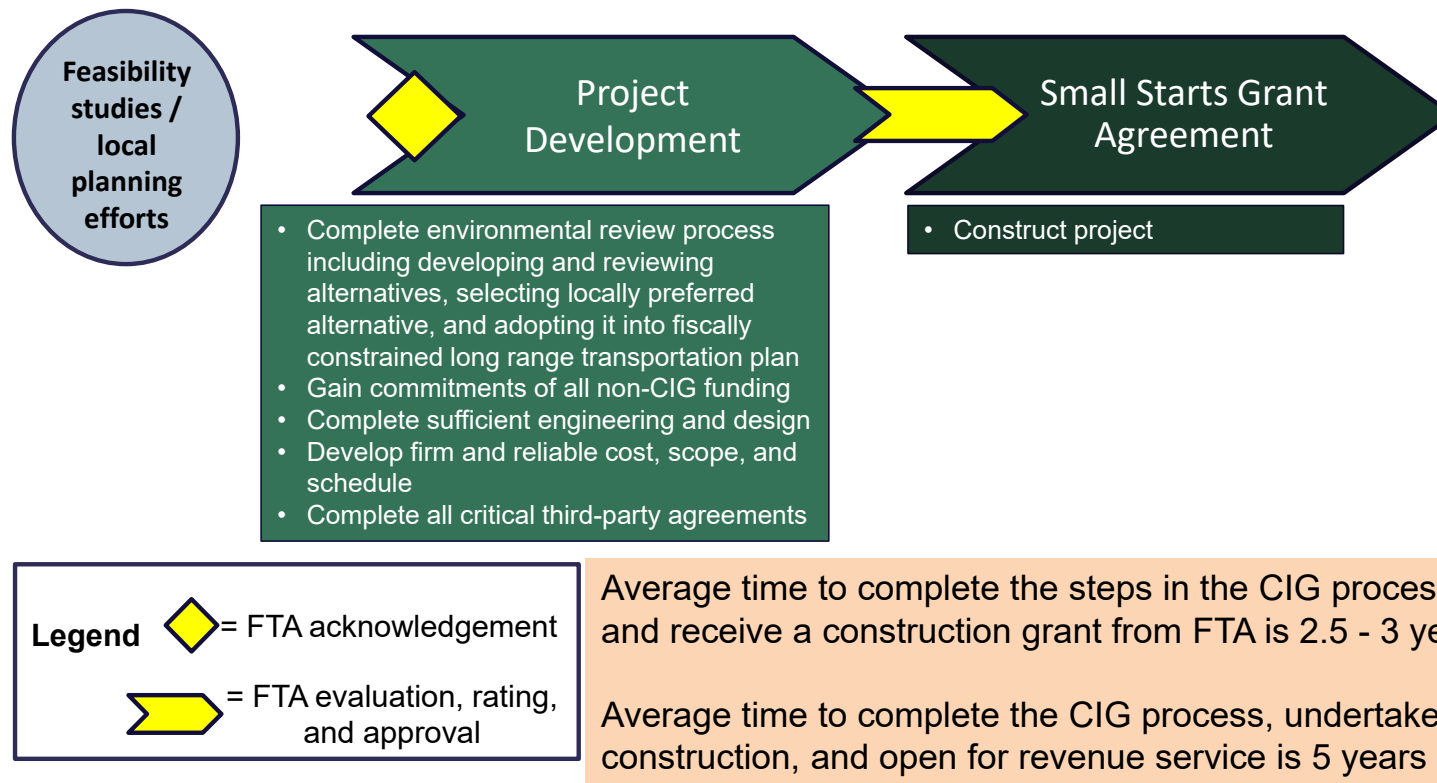 Feasibility
studies /
local
planning
efforts
Project
Development
Small Starts Grant
Agreement
• Complete environmental review process
including developing and reviewing
alternatives, selecting locally preferred
alternative, and adopting it into fiscally
constrained long range transportation plan
• Gain commitments of all non-CIG funding
• Complete sufficient engineering and design
• Develop firm and reliable cost, scope, and
schedule
• Complete all critical third-party agreements
• Construct project
Legend
= FTA acknowledgement
= FTA evaluation, rating,
and approval
Average time to complete the steps in the CIG
and receive a construction grant from FTA is 2.5 - 3
Average time to complete the CIG process, undertake
construction, and open for revenue service is 5 years